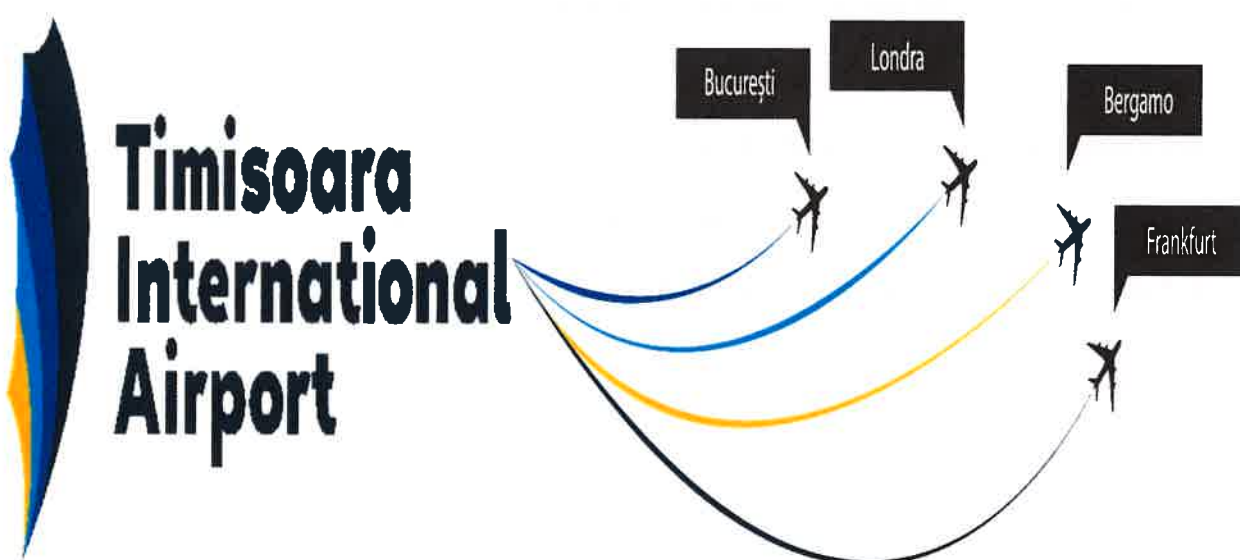 Timisoara
International
Airport
București
Londra
Bergamo
Frankfurt